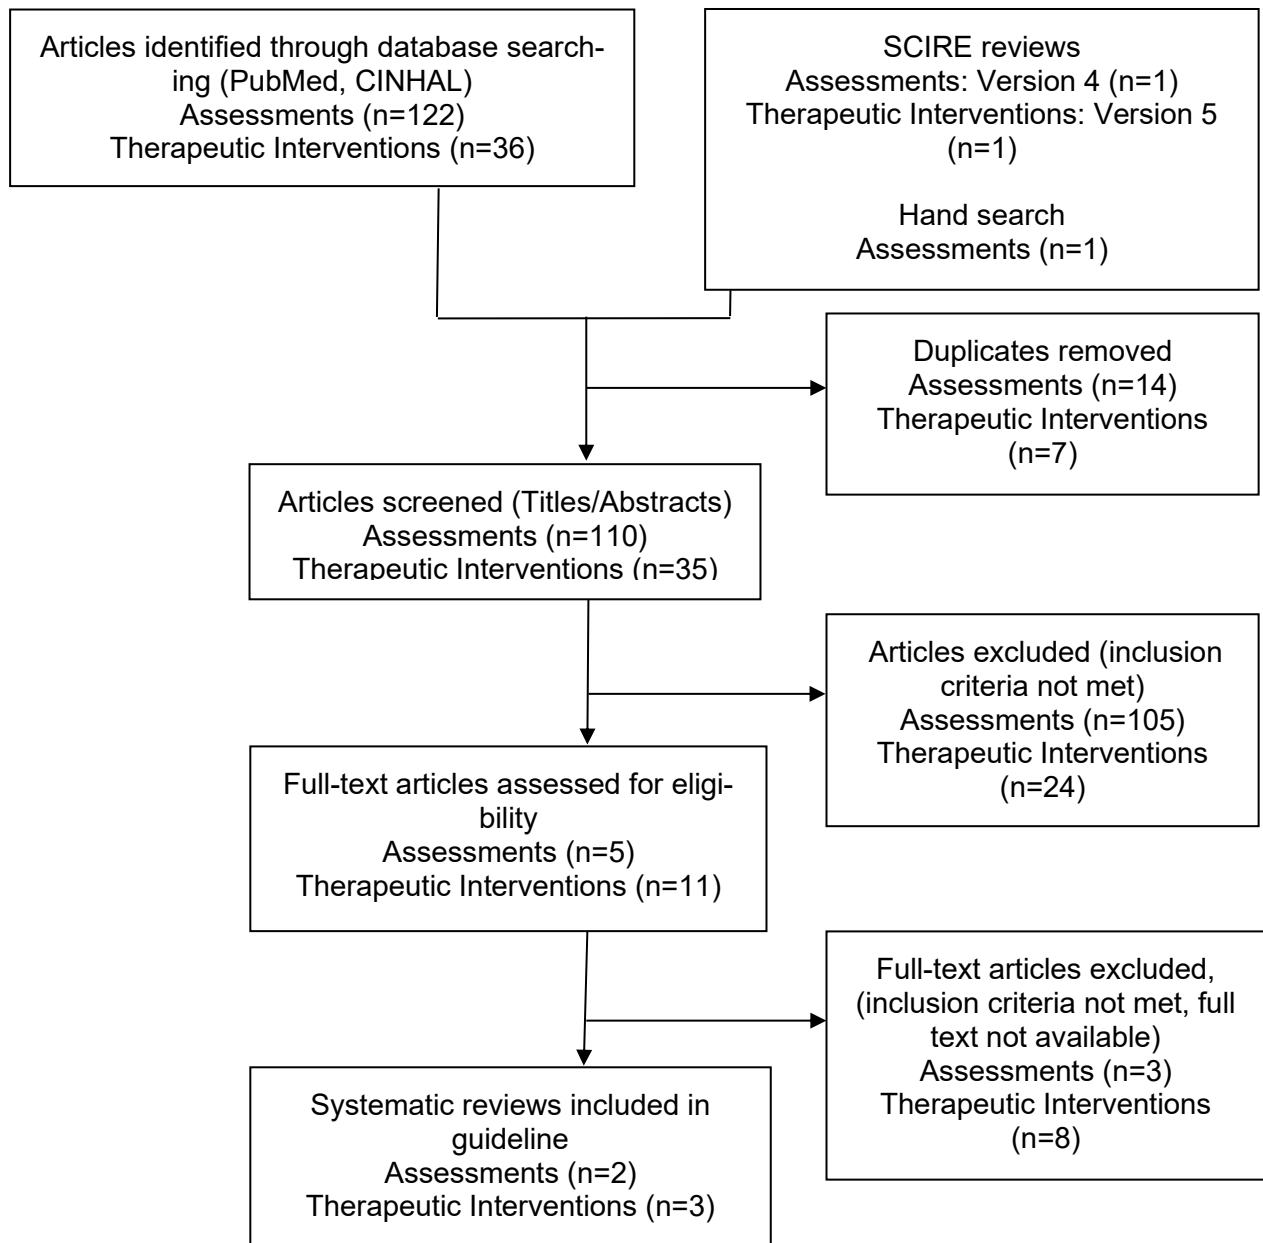 Articles identified through database search-
ing (PubMed, CINHAL)
Assessments (n=122)
Therapeutic Interventions (n=36)
SCIRE reviews
Assessments: Version 4 (n=1)
Therapeutic Interventions: Version 5
(n=1)
Hand search
Assessments (n=1)
Duplicates removed
Assessments (n=14)
Therapeutic Interventions
(n=7)
Articles screened (Titles/Abstracts)
Assessments (n=110)
Therapeutic Interventions (n=35)
Articles excluded (inclusion
criteria not met)
Assessments (n=105)
Therapeutic Interventions
(n=24)
Full-text articles assessed for eligi-
bility
Assessments (n=5)
Therapeutic Interventions (n=11)
Full-text articles excluded,
(inclusion criteria not met, full
text not available)
Assessments (n=3)
Therapeutic Interventions
(n=8)
Systematic reviews included in
guideline
Assessments (n=2)
Therapeutic Interventions (n=3)